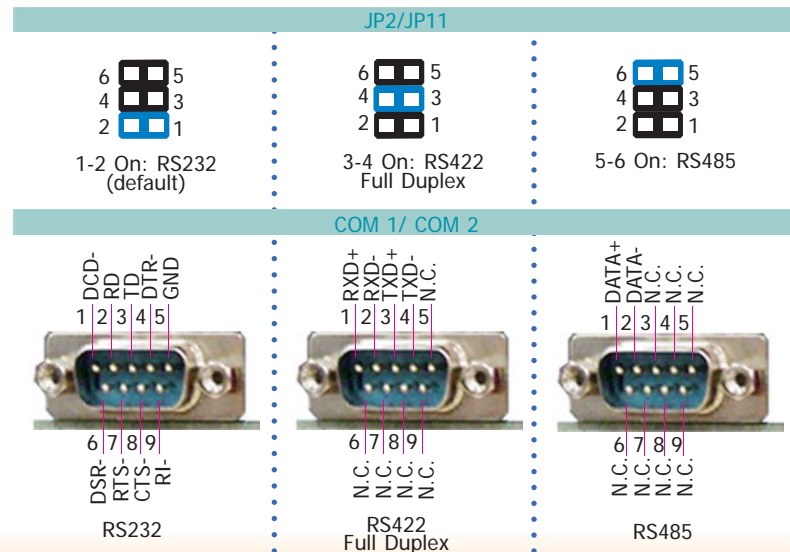 JP2/JP11
6 5
4 3
2 1
1-2 On: RS232
(default)
6 5
4 3
2 1
3-4 On: RS422
Full Duplex
6 5
4 3
2 1
5-6 On: RS485
COM 1/ COM 2
DCD- RD TD DTR- GND
1 2 3 4 5
6 7 8 9
DSR- RTS- CTS- RI-
RS232
RXD+ RXD- TXD+ TXD- N.C.
1 2 3 4 5
6 7 8 9
N.C. N.C. N.C. N.C.
RS422
Full Duplex
DATA+ DATA- N.C. N.C. N.C.
1 2 3 4 5
6 7 8 9
N.C. N.C. N.C. N.C.
RS485